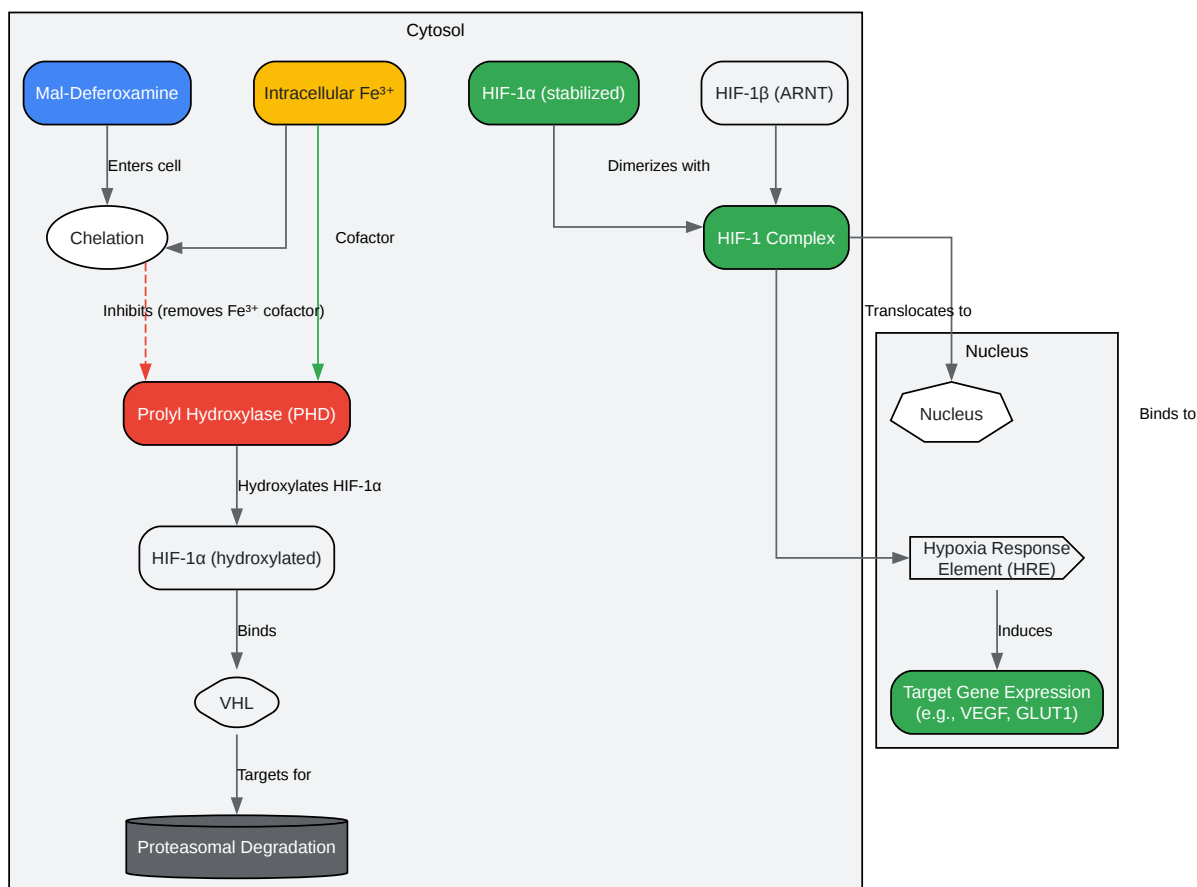 Cytosol
Mal-Deferoxamine
Intracellular Fe³⁺
HIF-1α (stabilized)
HIF-1β (ARNT)
Enters cell
Dimerizes with
Chelation
Cofactor
HIF-1 Complex
Inhibits (removes Fe³⁺ cofactor)
Translocates to
Nucleus
Prolyl Hydroxylase (PHD)
Nucleus
Binds to
Hydroxylates HIF-1α
HIF-1α (hydroxylated)
Hypoxia Response
Element (HRE)
Binds
Induces
VHL
Target Gene Expression
(e.g., VEGF, GLUT1)
Targets for
Proteasomal Degradation